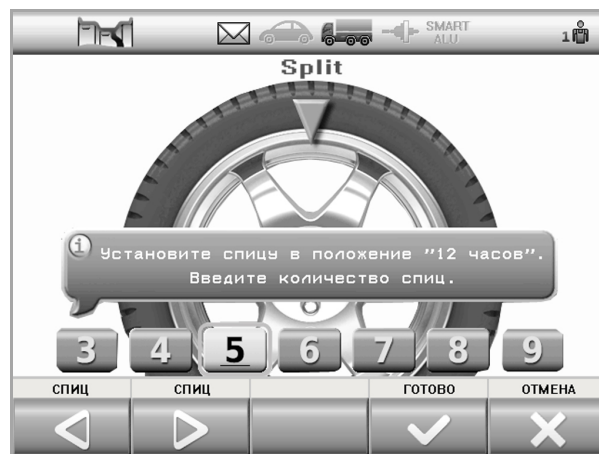 SMART
ALU
1
Split
Установите спицу в положение "12 часов".
Введите количество спиц.
3 4 5 6 7 8 9
СПИЦ СПИЦ ГОТОВО ОТМЕНА